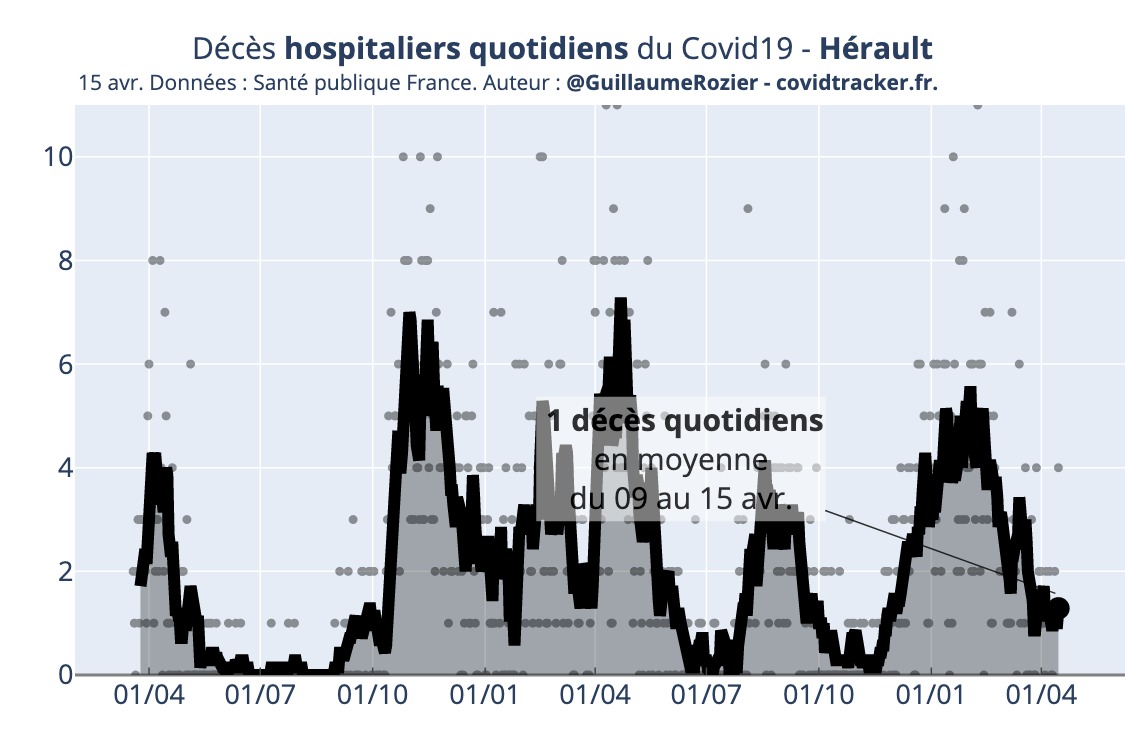 Décès hospitaliers quotidiens du Covid19 - Hérault
15 avr. Données : Santé publique France. Auteur : @GuillaumeRozier - covidtracker.fr.
10
8
6
4
2
0
1 décès quotidiens
en moyenne
du 09 au 15 avr.
01/04 01/07 01/10 01/01 01/04 01/07 01/10 01/01 01/04